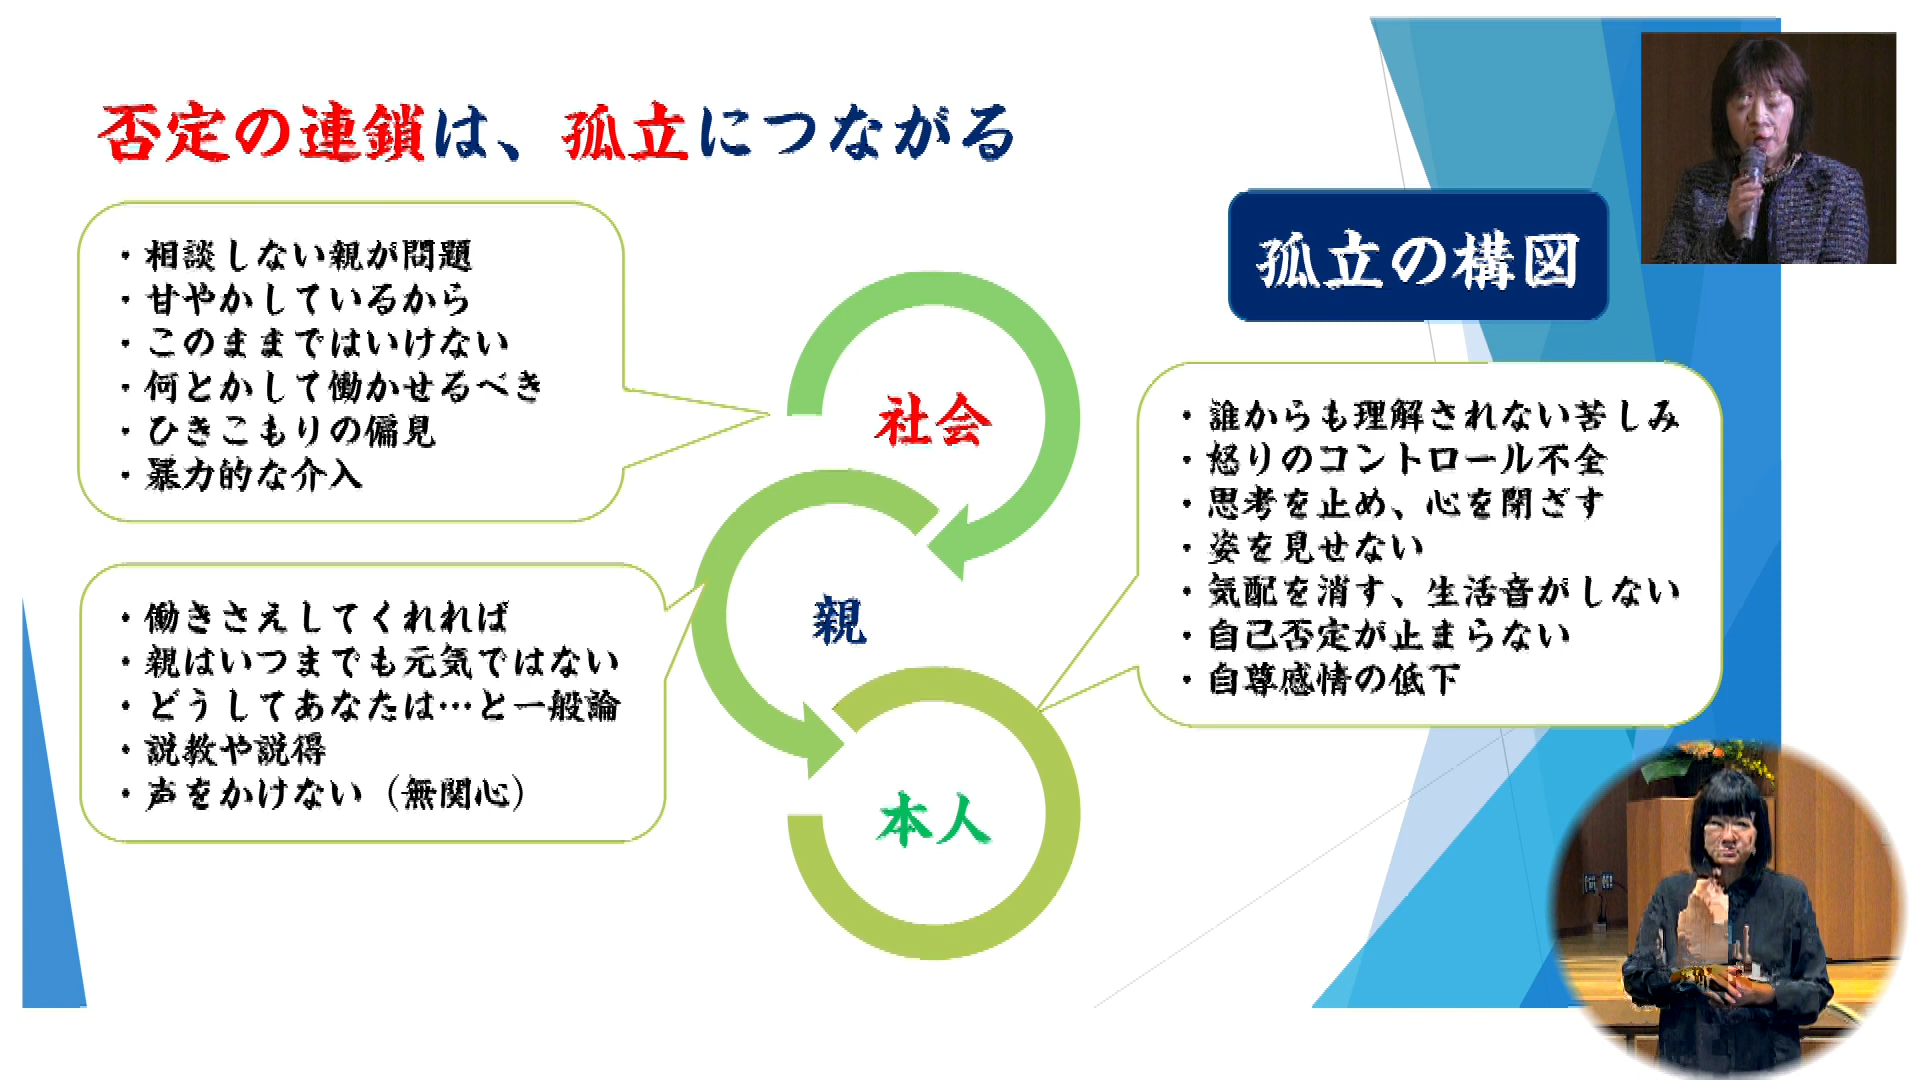 否定の連鎖は、孤立につながる
孤立の構図
・相談しない親が問題
・甘やかしているから
・このままではいけない
・何とかして働かせるべき
・ひきこもりの偏見
・暴力的な介入
社会
・働きさえしてくれれば
・親はいつまでも元気ではない
・どうしてあなたは…と一般論
・説教や説得
・声をかけない（無関心）
親
・誰からも理解されない苦しみ
・怒りのコントロール不全
・思考を止め、心を閉ざす
・姿を見せない
・気配を消す、生活音がしない
・自己否定が止まらない
・自尊感情の低下
本人